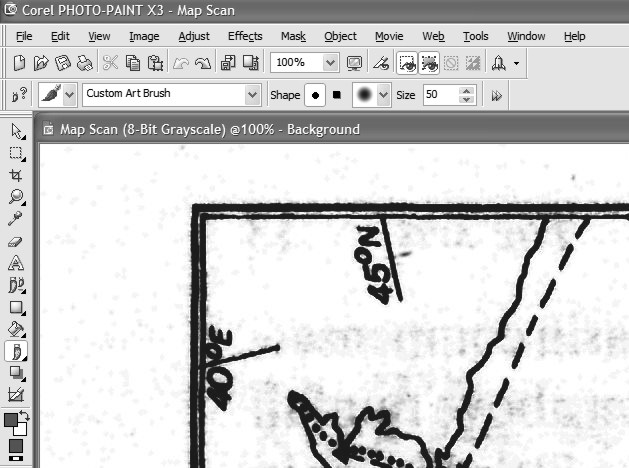 Corel PHOTO-PAINT X3 - Map Scan
File Edit View Image Adjust Effects Mask Object Movie Web Tools Window Help
100%
Custom Art Brush Shape Size 50
Map Scan (8-Bit Grayscale) @100% - Background
45°N
40°E